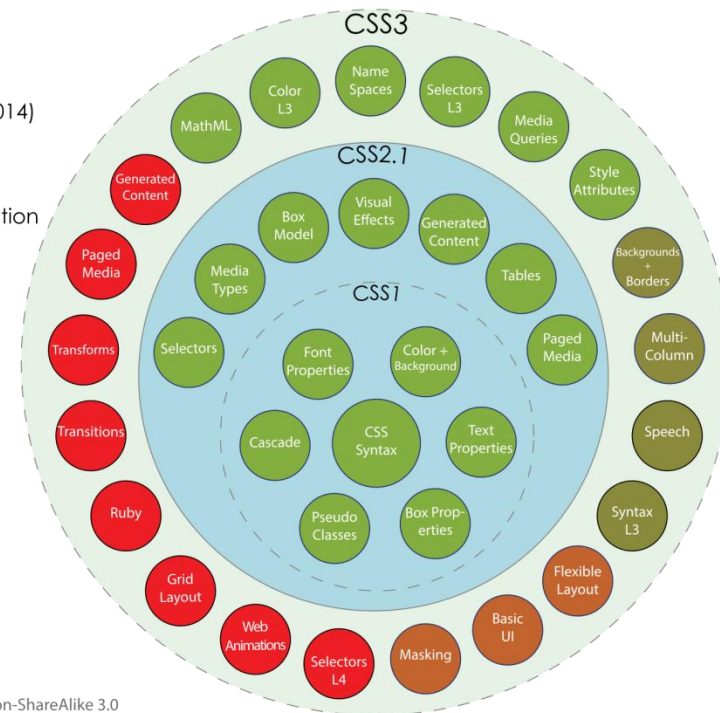 CSS3
014)
tion
Name
Spaces
Color
L3
Selectors
L3
MathML
Media
Queries
Style
Attributes
Generated
Content
Paged
Media
Transforms
Transitions
Ruby
Grid
Layout
Web
Animations
Selectors
L4
Masking
Basic
UI
Flexible
Layout
Syntax
L3
Speech
Multi-
Column
Backgrounds
+
Borders
CSS2.1
Visual
Effects
Box
Model
Generated
Content
Media
Types
Tables
Selectors
Paged
Media
CSS1
Font
Properties
Color +
Background
Cascade
CSS
Syntax
Text
Properties
Pseudo
Classes
Box Prop-
erties
on-ShareAlike 3.0